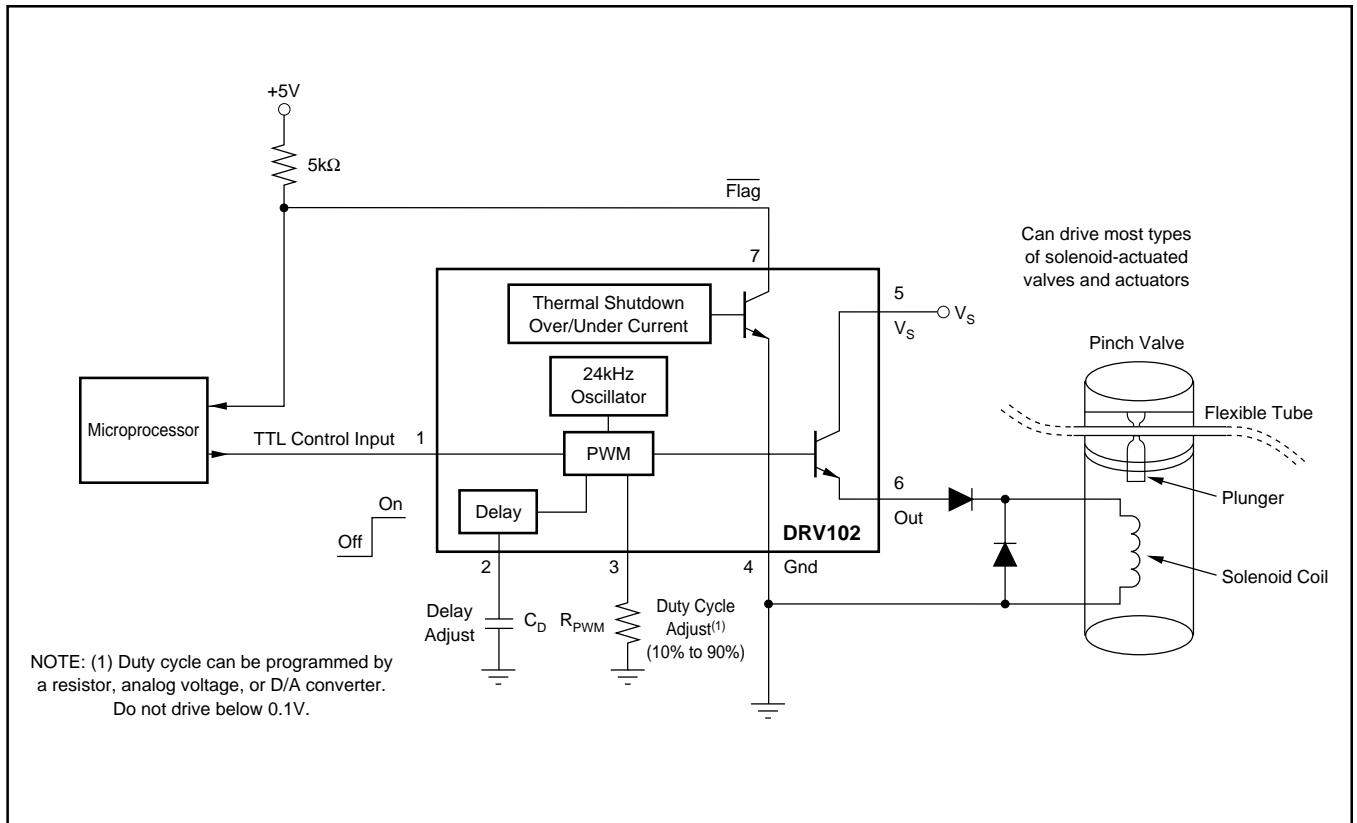 +5V
5kΩ
Flag
7
Can drive most types
of solenoid-actuated
valves and actuators
Thermal Shutdown
Over/Under Current
5
V_S
V_S
24kHz
Oscillator
Pinch Valve
Microprocessor
TTL Control Input
1
PWM
Flexible Tube
On
Off
Delay
6
Out
DRV102
Plunger
Solenoid Coil
2
3
4
Gnd
Delay
Adjust
C_D
R_PWM
Duty Cycle
Adjust(1)
(10% to 90%)
NOTE: (1) Duty cycle can be programmed by
a resistor, analog voltage, or D/A converter.
Do not drive below 0.1V.